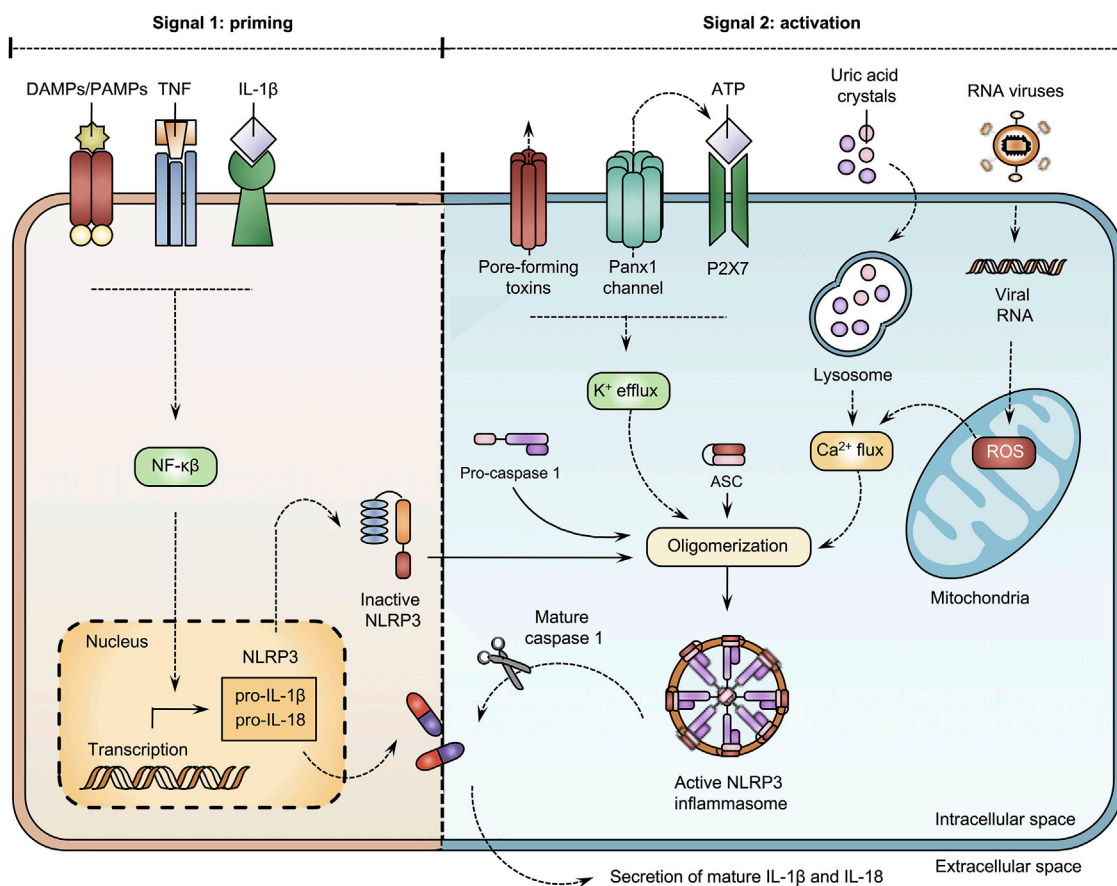 Signal 1: priming
Signal 2: activation
DAMPs/PAMPs
TNF
IL-1β
ATP
Uric acid
crystals
RNA viruses
Pore-forming
toxins
Panx1
channel
P2X7
Viral
RNA
Lysosome
K⁺ efflux
NF-κβ
Pro-caspase 1
ASC
Ca²⁺ flux
ROS
Oligomerization
Inactive
NLRP3
Mitochondria
Nucleus
NLRP3
pro-IL-1β
pro-IL-18
Transcription
Mature
caspase 1
Active NLRP3
inflammasome
Intracellular space
Extracellular space
Secretion of mature IL-1β and IL-18